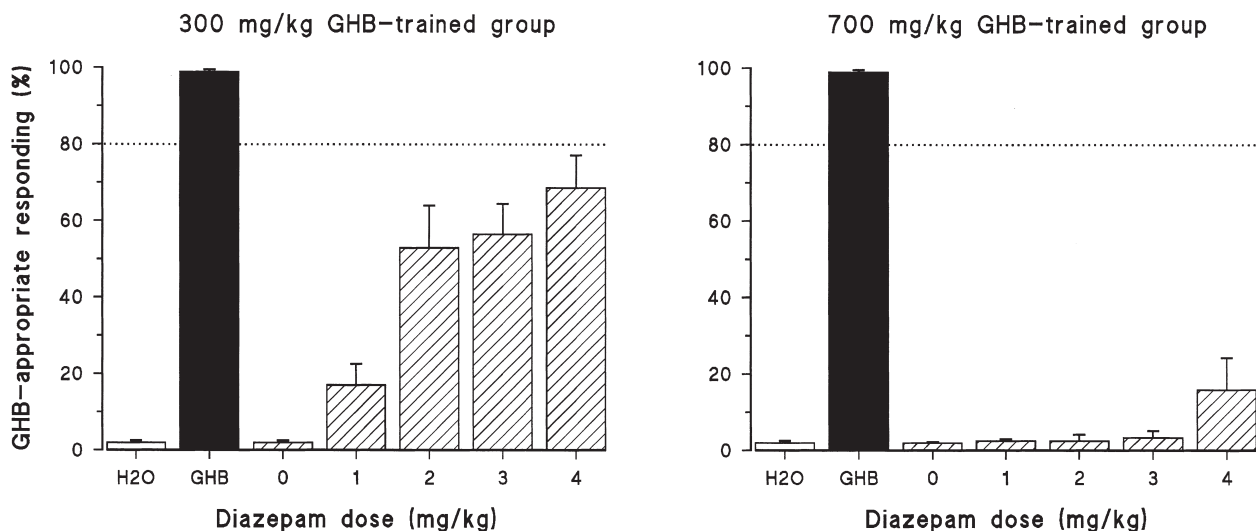 300 mg/kg GHB-trained group
GHB-appropriate responding (%)
100
80
60
40
20
0
H2O GHB 0 1 2 3 4
Diazepam dose (mg/kg)
700 mg/kg GHB-trained group
100
80
60
40
20
0
H2O GHB 0 1 2 3 4
Diazepam dose (mg/kg)